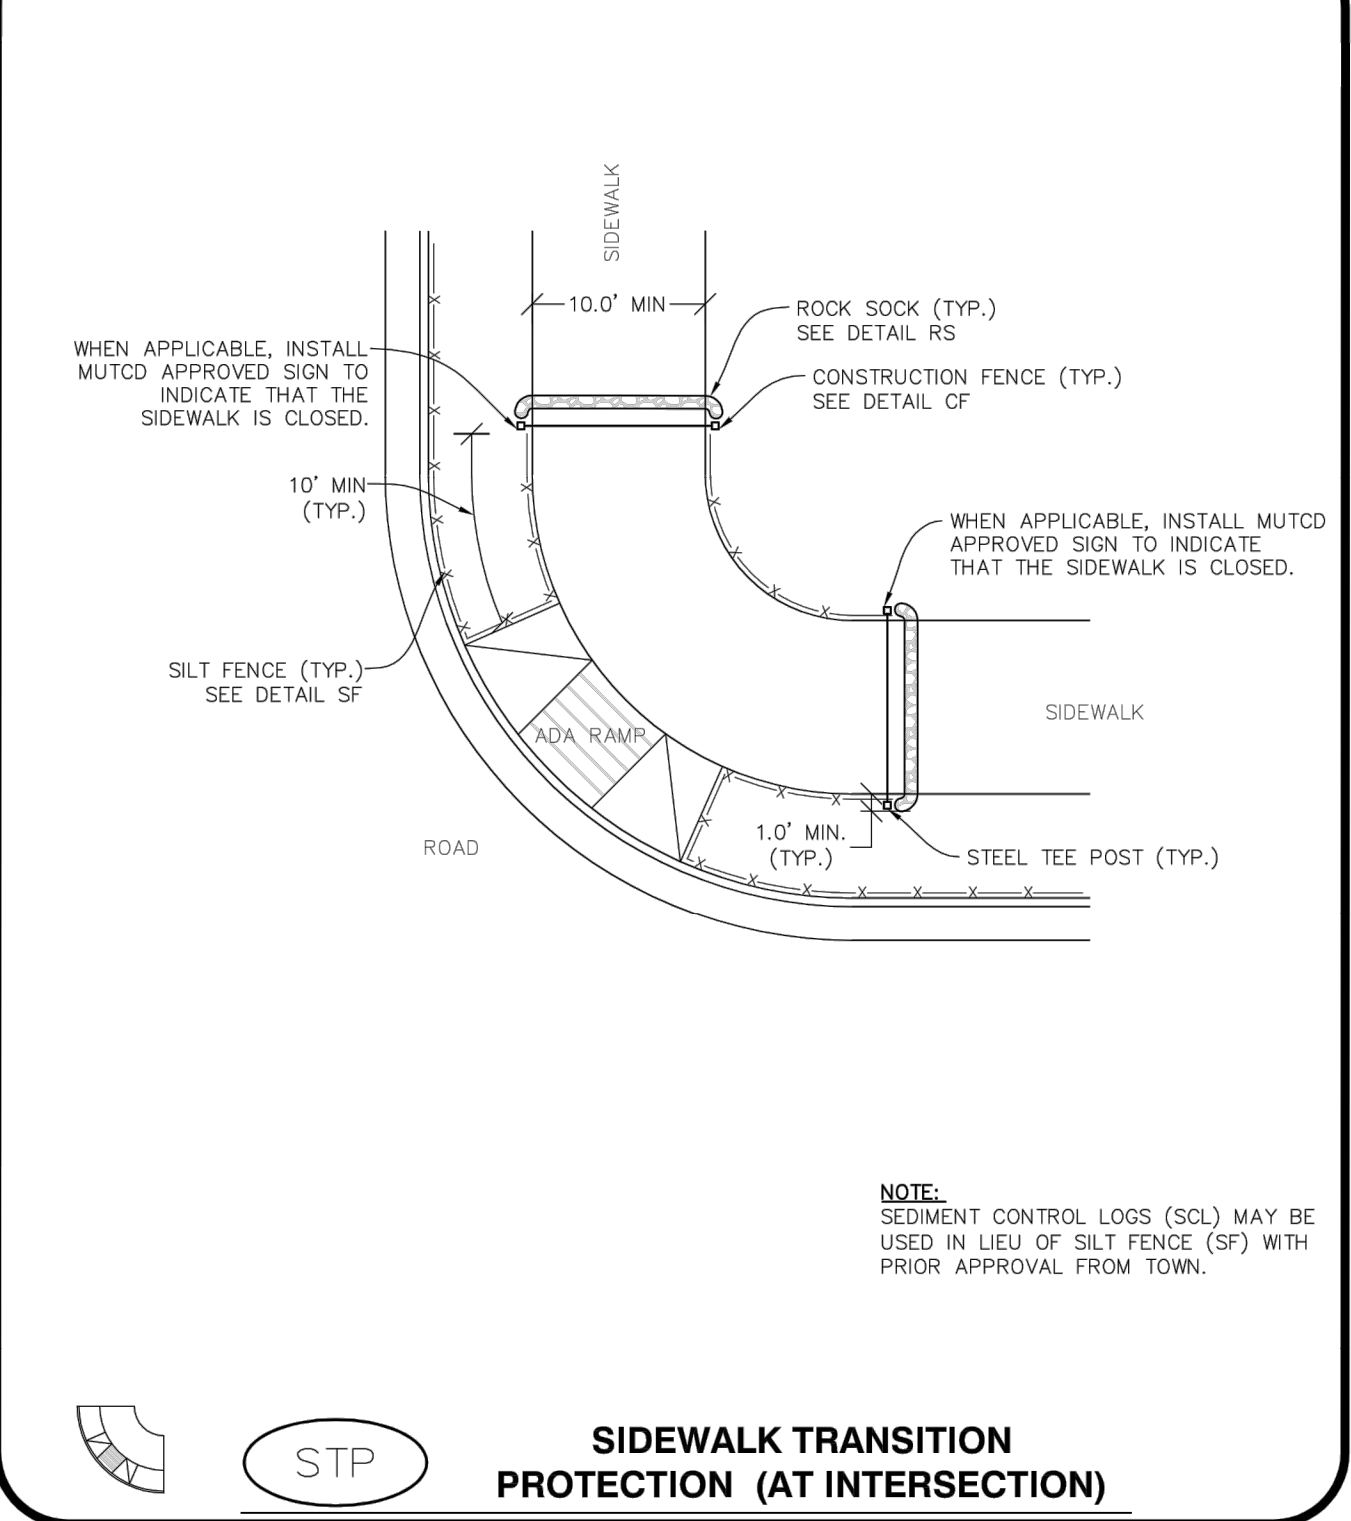 SIDEWALK
10.0' MIN
ROCK SOCK (TYP.)
SEE DETAIL RS
WHEN APPLICABLE, INSTALL
MUTCD APPROVED SIGN TO
INDICATE THAT THE
SIDEWALK IS CLOSED.
CONSTRUCTION FENCE (TYP.)
SEE DETAIL CF
10' MIN
(TYP.)
WHEN APPLICABLE, INSTALL MUTCD
APPROVED SIGN TO INDICATE
THAT THE SIDEWALK IS CLOSED.
SILT FENCE (TYP.)
SEE DETAIL SF
SIDEWALK
ADA RAMP
ROAD
1.0' MIN.
(TYP.)
STEEL TEE POST (TYP.)
NOTE:
SEDIMENT CONTROL LOGS (SCL) MAY BE
USED IN LIEU OF SILT FENCE (SF) WITH
PRIOR APPROVAL FROM TOWN.
STP
SIDEWALK TRANSITION
PROTECTION (AT INTERSECTION)